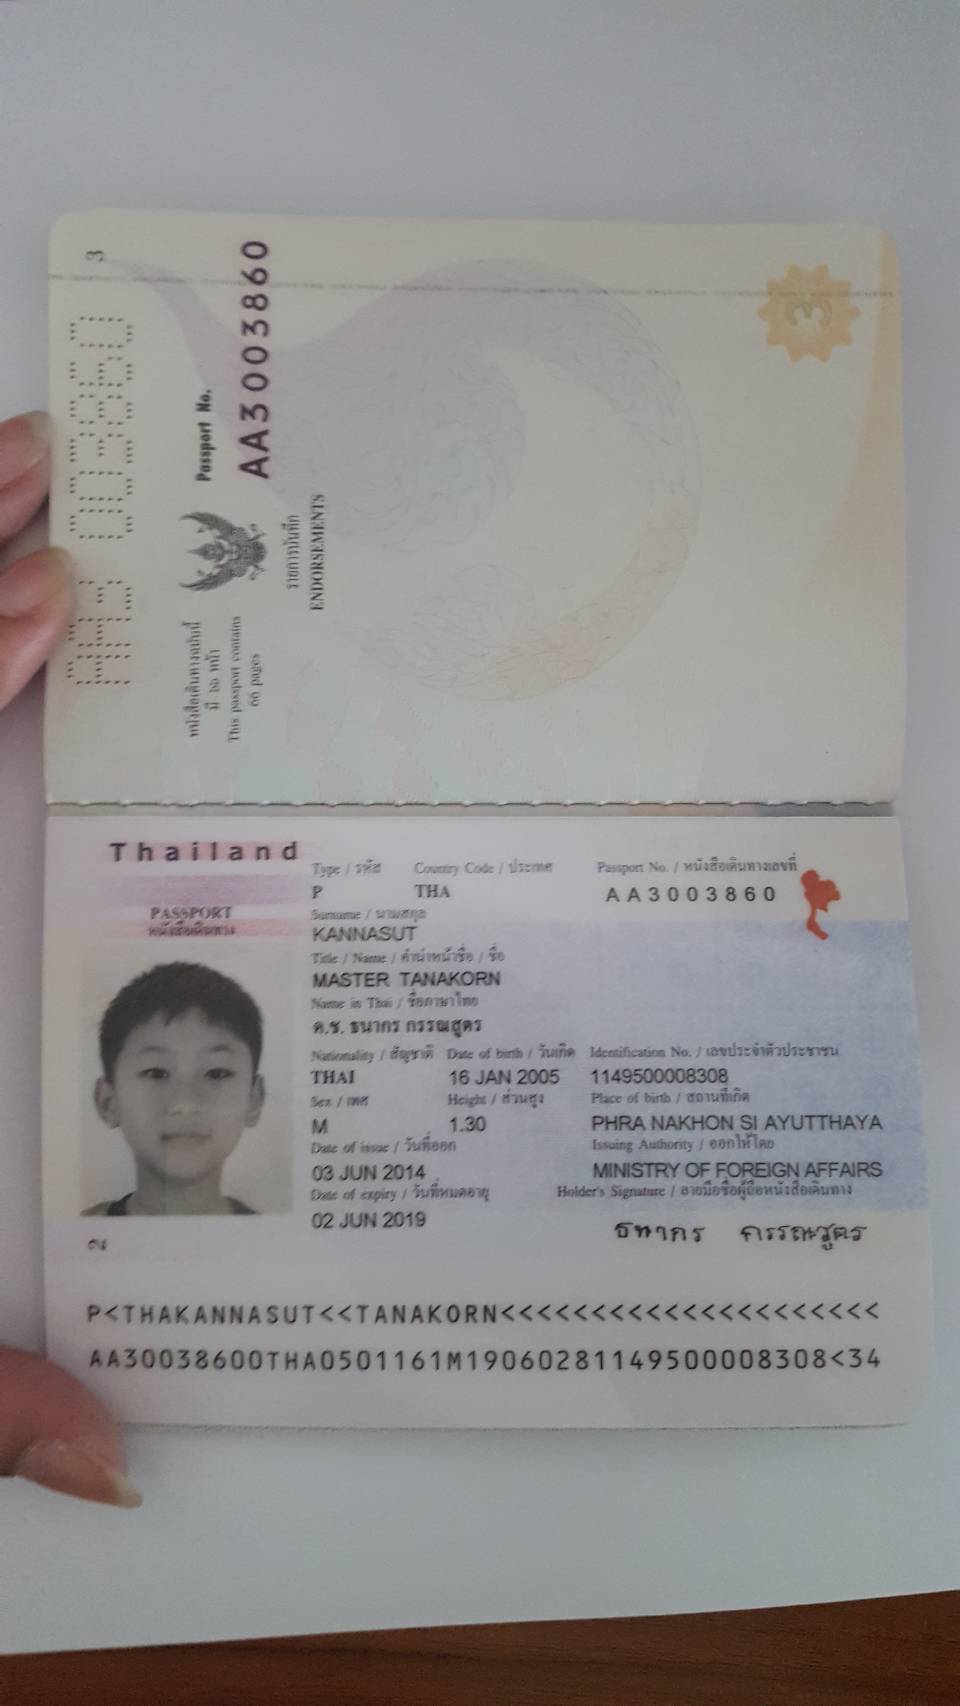 3
AA3003860
Passport No.
AA3003860
หนังสือเดินทางฉบับนี้
มี ๖๖ หน้า
This passport contains
66 pages
รายการบันทึก
ENDORSEMENTS
3
Thailand
PASSPORT
หนังสือเดินทาง
Type / รหัส Country Code / ประเทศ Passport No. / หนังสือเดินทางเลขที่
P THA AA3003860
Surname / นามสกุล
KANNASUT
Title / Name / คำนำหน้าชื่อ / ชื่อ
MASTER TANAKORN
Name in Thai / ชื่อภาษาไทย
ด.ช. ธนากร กรรณสูตร
Nationality / สัญชาติ Date of birth / วันเกิด Identification No. / เลขประจำตัวประชาชน
THAI 16 JAN 2005 1149500008308
Sex / เพศ Height / ส่วนสูง Place of birth / สถานที่เกิด
M 1.30 PHRA NAKHON SI AYUTTHAYA
Date of issue / วันที่ออก Issuing Authority / ออกให้โดย
03 JUN 2014 MINISTRY OF FOREIGN AFFAIRS
Date of expiry / วันที่หมดอายุ Holder's Signature / ลายมือชื่อผู้ถือหนังสือเดินทาง
02 JUN 2019
ธนากร กรรณสูตร
P<THAKANNASUT<<TANAKORN<<<<<<<<<<<<<<<<<<<<<
AA30038600THA0501161M19060281149500008308<34